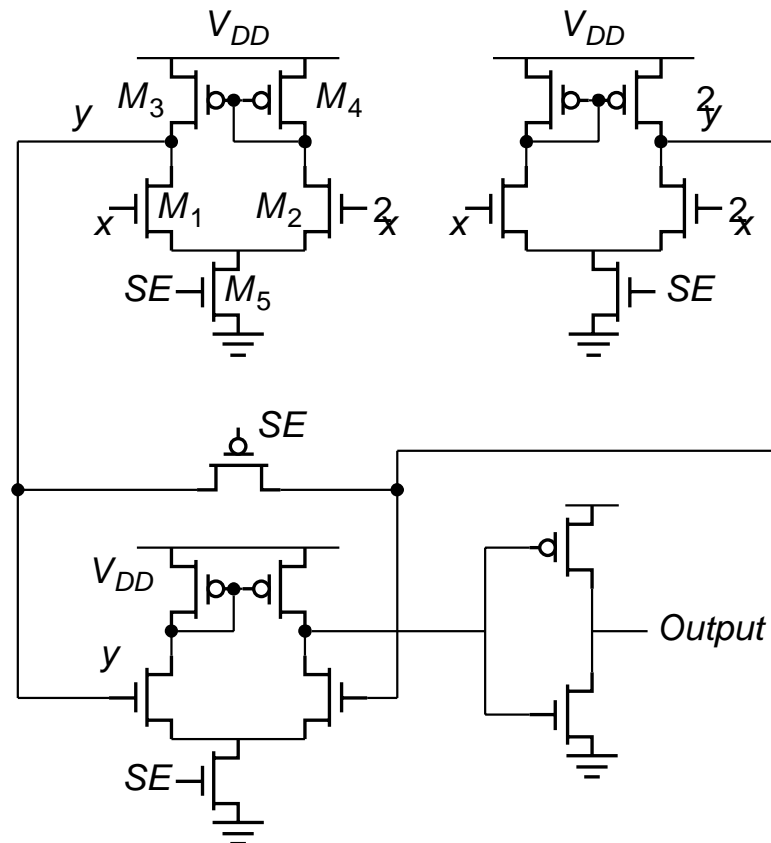 V_DD
V_DD
M_3
M_4
2y
y
x
M_1
M_2
2x
x
2x
SE
M_5
SE
SE
V_DD
Output
y
SE